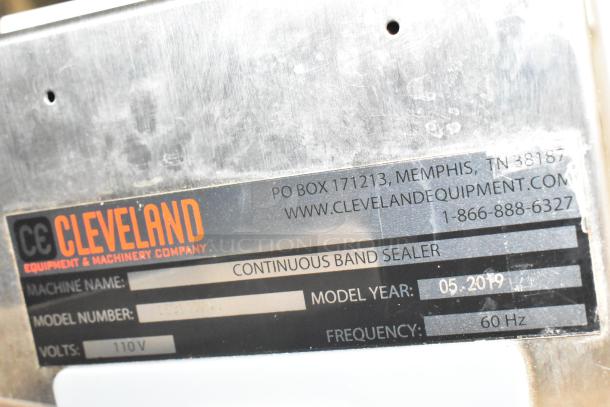 CE CLEVELAND
EQUIPMENT & MACHINERY COMPANY
PO BOX 171213, MEMPHIS, TN 38187
WWW.CLEVELANDEQUIPMENT.COM
1-866-888-6327
MACHINE NAME: CONTINUOUS BAND SEALER
MODEL NUMBER:
MODEL YEAR: 05.2019
VOLTS: 110 V
FREQUENCY: 60 Hz